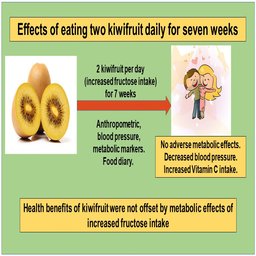 Effects of eating two kiwifruit daily for seven weeks
2 kiwifruit per day
(increased fructose intake)
for 7 weeks
Anthropometric,
blood pressure,
metabolic markers.
Food diary.
No adverse metabolic effects.
Decreased blood pressure.
Increased Vitamin C intake.
Health benefits of kiwifruit were not offset by metabolic effects of
increased fructose intake